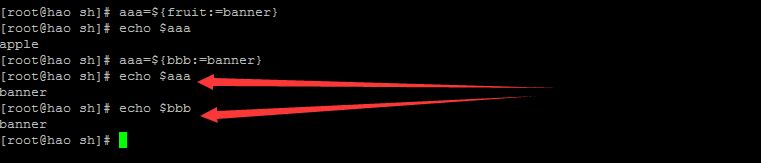 [root@hao sh]# aaa=${fruit:=banner}
[root@hao sh]# echo $aaa
apple
[root@hao sh]# aaa=${bbb:=banner}
[root@hao sh]# echo $aaa
banner
[root@hao sh]# echo $bbb
banner
[root@hao sh]#